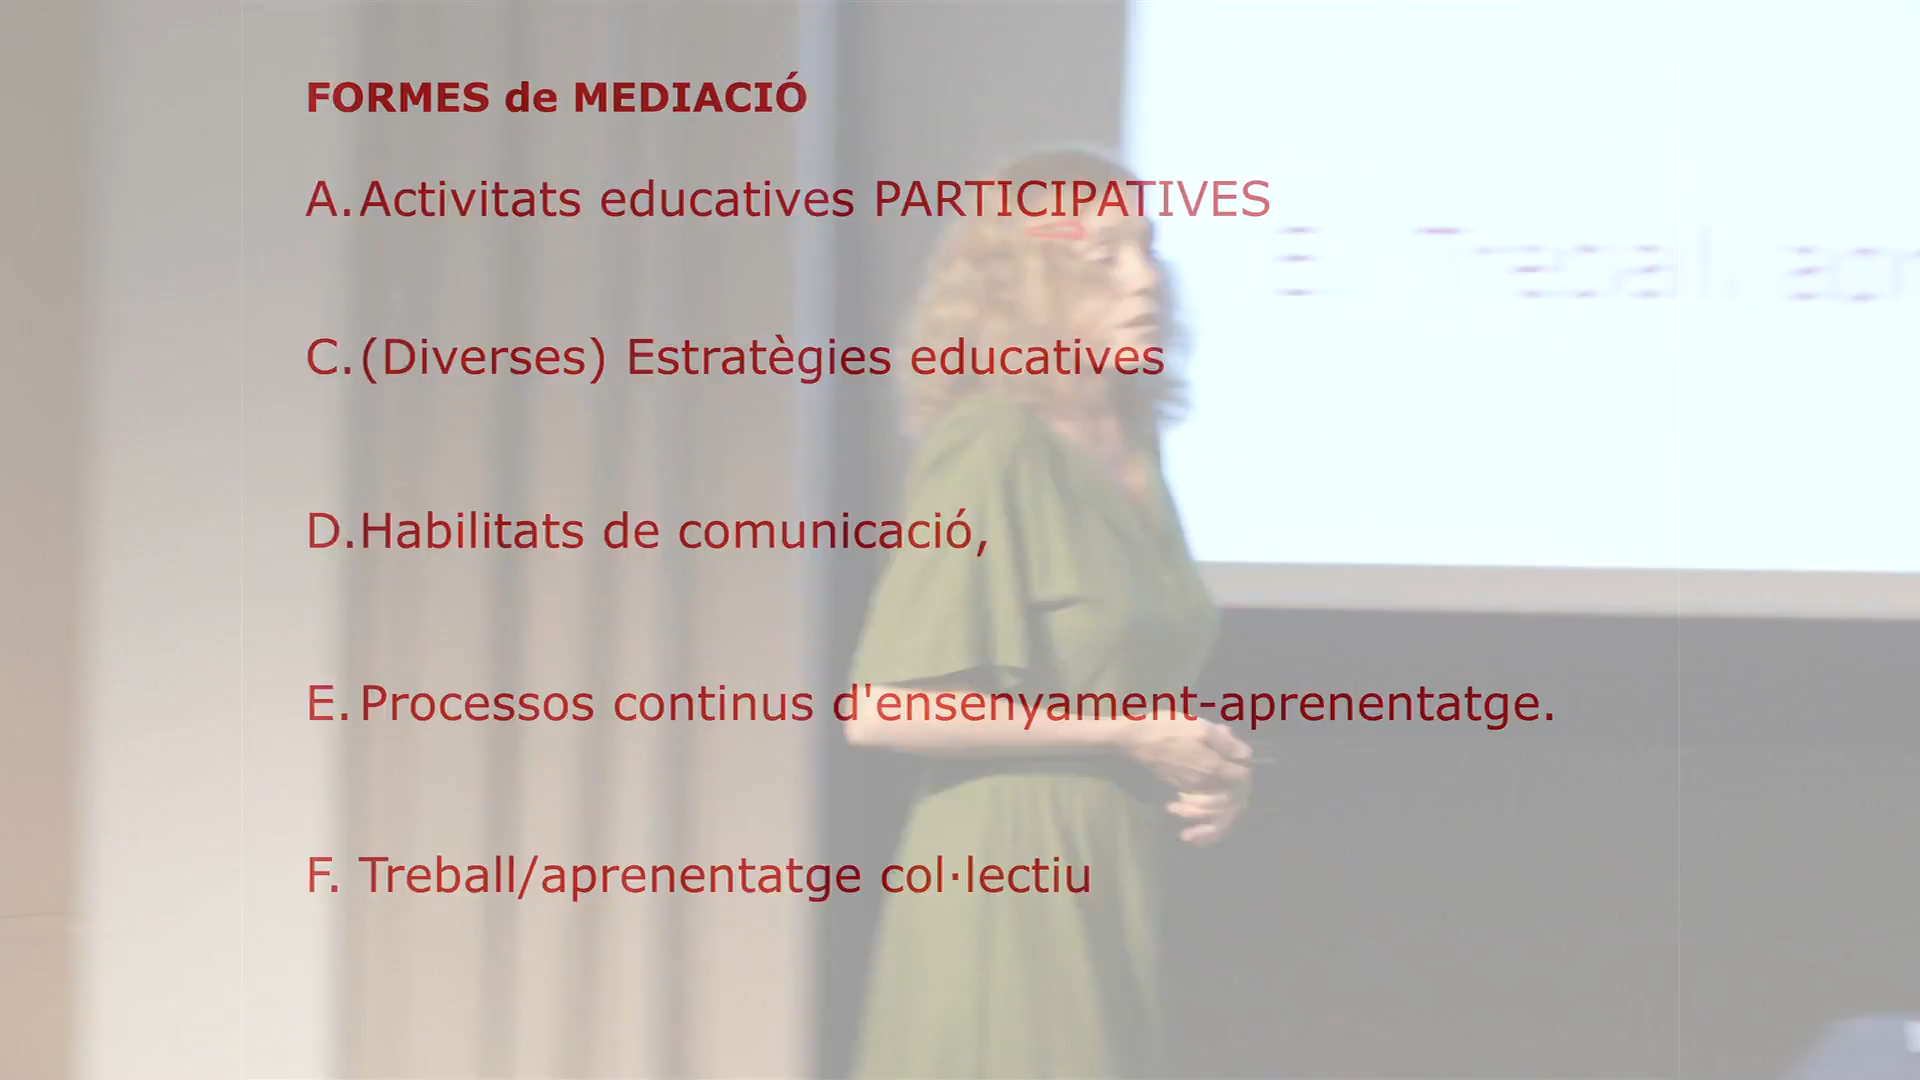 FORMES de MEDIACIÓ
A. Activitats educatives PARTICIPATIVES
C. (Diverses) Estratègies educatives
D. Habilitats de comunicació,
E. Processos continus d'ensenyament-aprenentatge.
F. Treball/aprenentatge col·lectiu
Treball